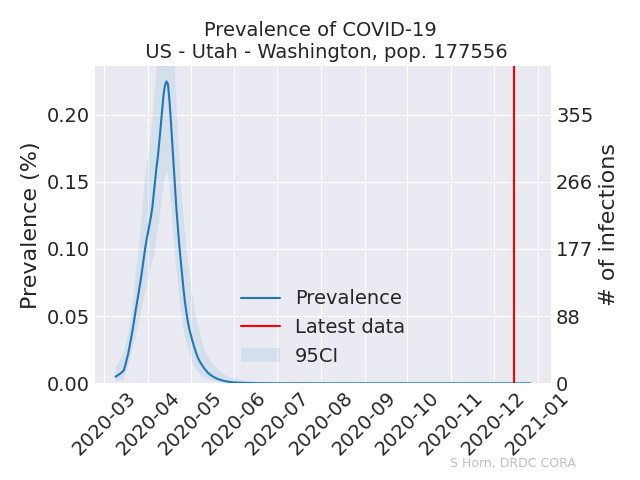 Prevalence of COVID-19
US - Utah - Washington, pop. 177556
Prevalence (%)
0.20
0.15
0.10
0.05
0.00
355
266
177
88
0
# of infections
Prevalence
Latest data
95CI
2020-03
2020-04
2020-05
2020-06
2020-07
2020-08
2020-09
2020-10
2020-11
2020-12
2021-01
S Horn, DRDC CORA